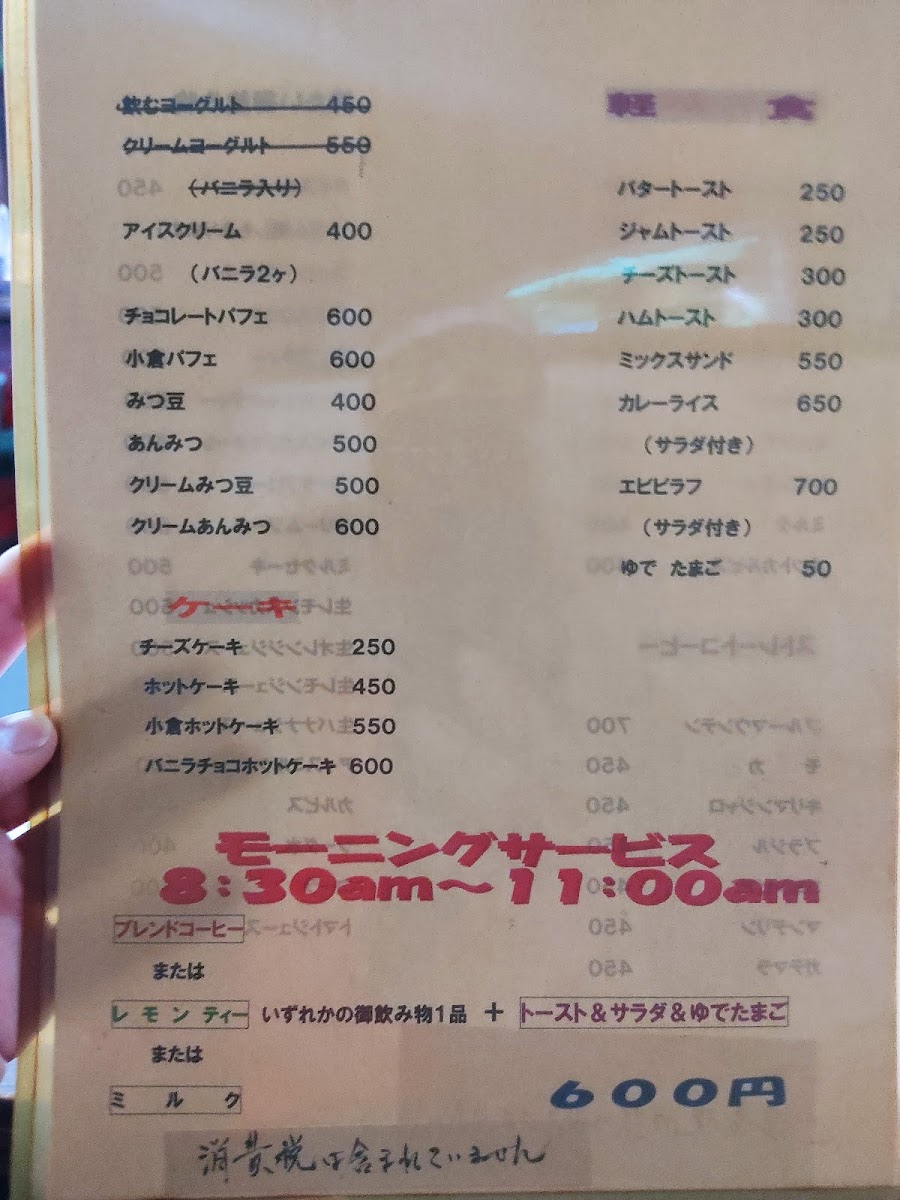 飲むヨーグルト 450
クリームヨーグルト 550
(バニラ入り)
アイスクリーム 400
(バニラ2ヶ)
チョコレートパフェ 600
小倉パフェ 600
みつ豆 400
あんみつ 500
クリームみつ豆 500
クリームあんみつ 600
ケーキ
チーズケーキ 250
ホットケーキ 450
小倉ホットケーキ 550
バニラチョコホットケーキ 600
軽 食
バタートースト 250
ジャムトースト 250
チーズトースト 300
ハムトースト 300
ミックスサンド 550
カレーライス 650
(サラダ付き)
エビピラフ 700
(サラダ付き)
ゆで たまご 50
モーニングサービス
8:30am〜11:00am
ブレンドコーヒー
または
レモンティー いずれかの御飲み物1品 + トースト&サラダ&ゆでたまご
または
ミルク
600円
消費税は含まれていません